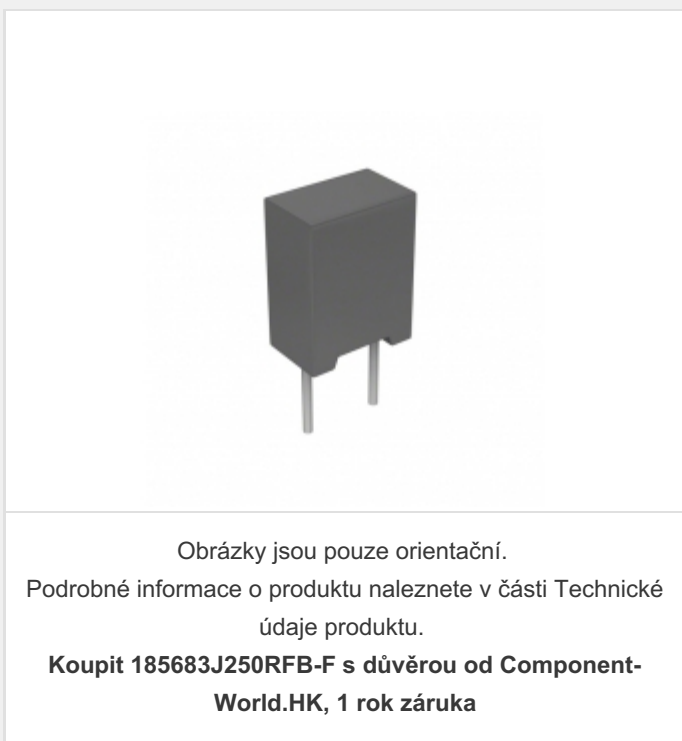 Obrázky jsou pouze orientační.
Podrobné informace o produktu naleznete v části Technické
údaje produktu.
Koupit 185683J250RFB-F s důvěrou od Component-
World.HK, 1 rok záruka